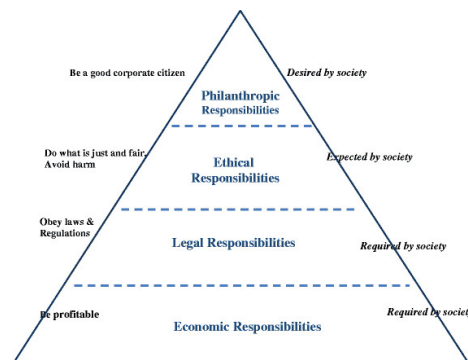 Be a good corporate citizen
Desired by society
Philanthropic
Responsibilities
Do what is just and fair,
Avoid harm
Expected by society
Ethical
Responsibilities
Obey laws &
Regulations
Legal Responsibilities
Required by society
Be profitable
Required by societ
Economic Responsibilities